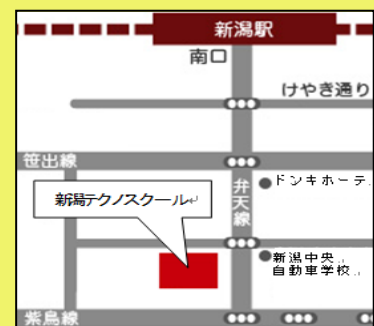 新潟駅
南口
けやき通り
笹出線
ドンキホーテ
弁天線
新潟テクノスクール
新潟中央
自動車学校
紫鳥線